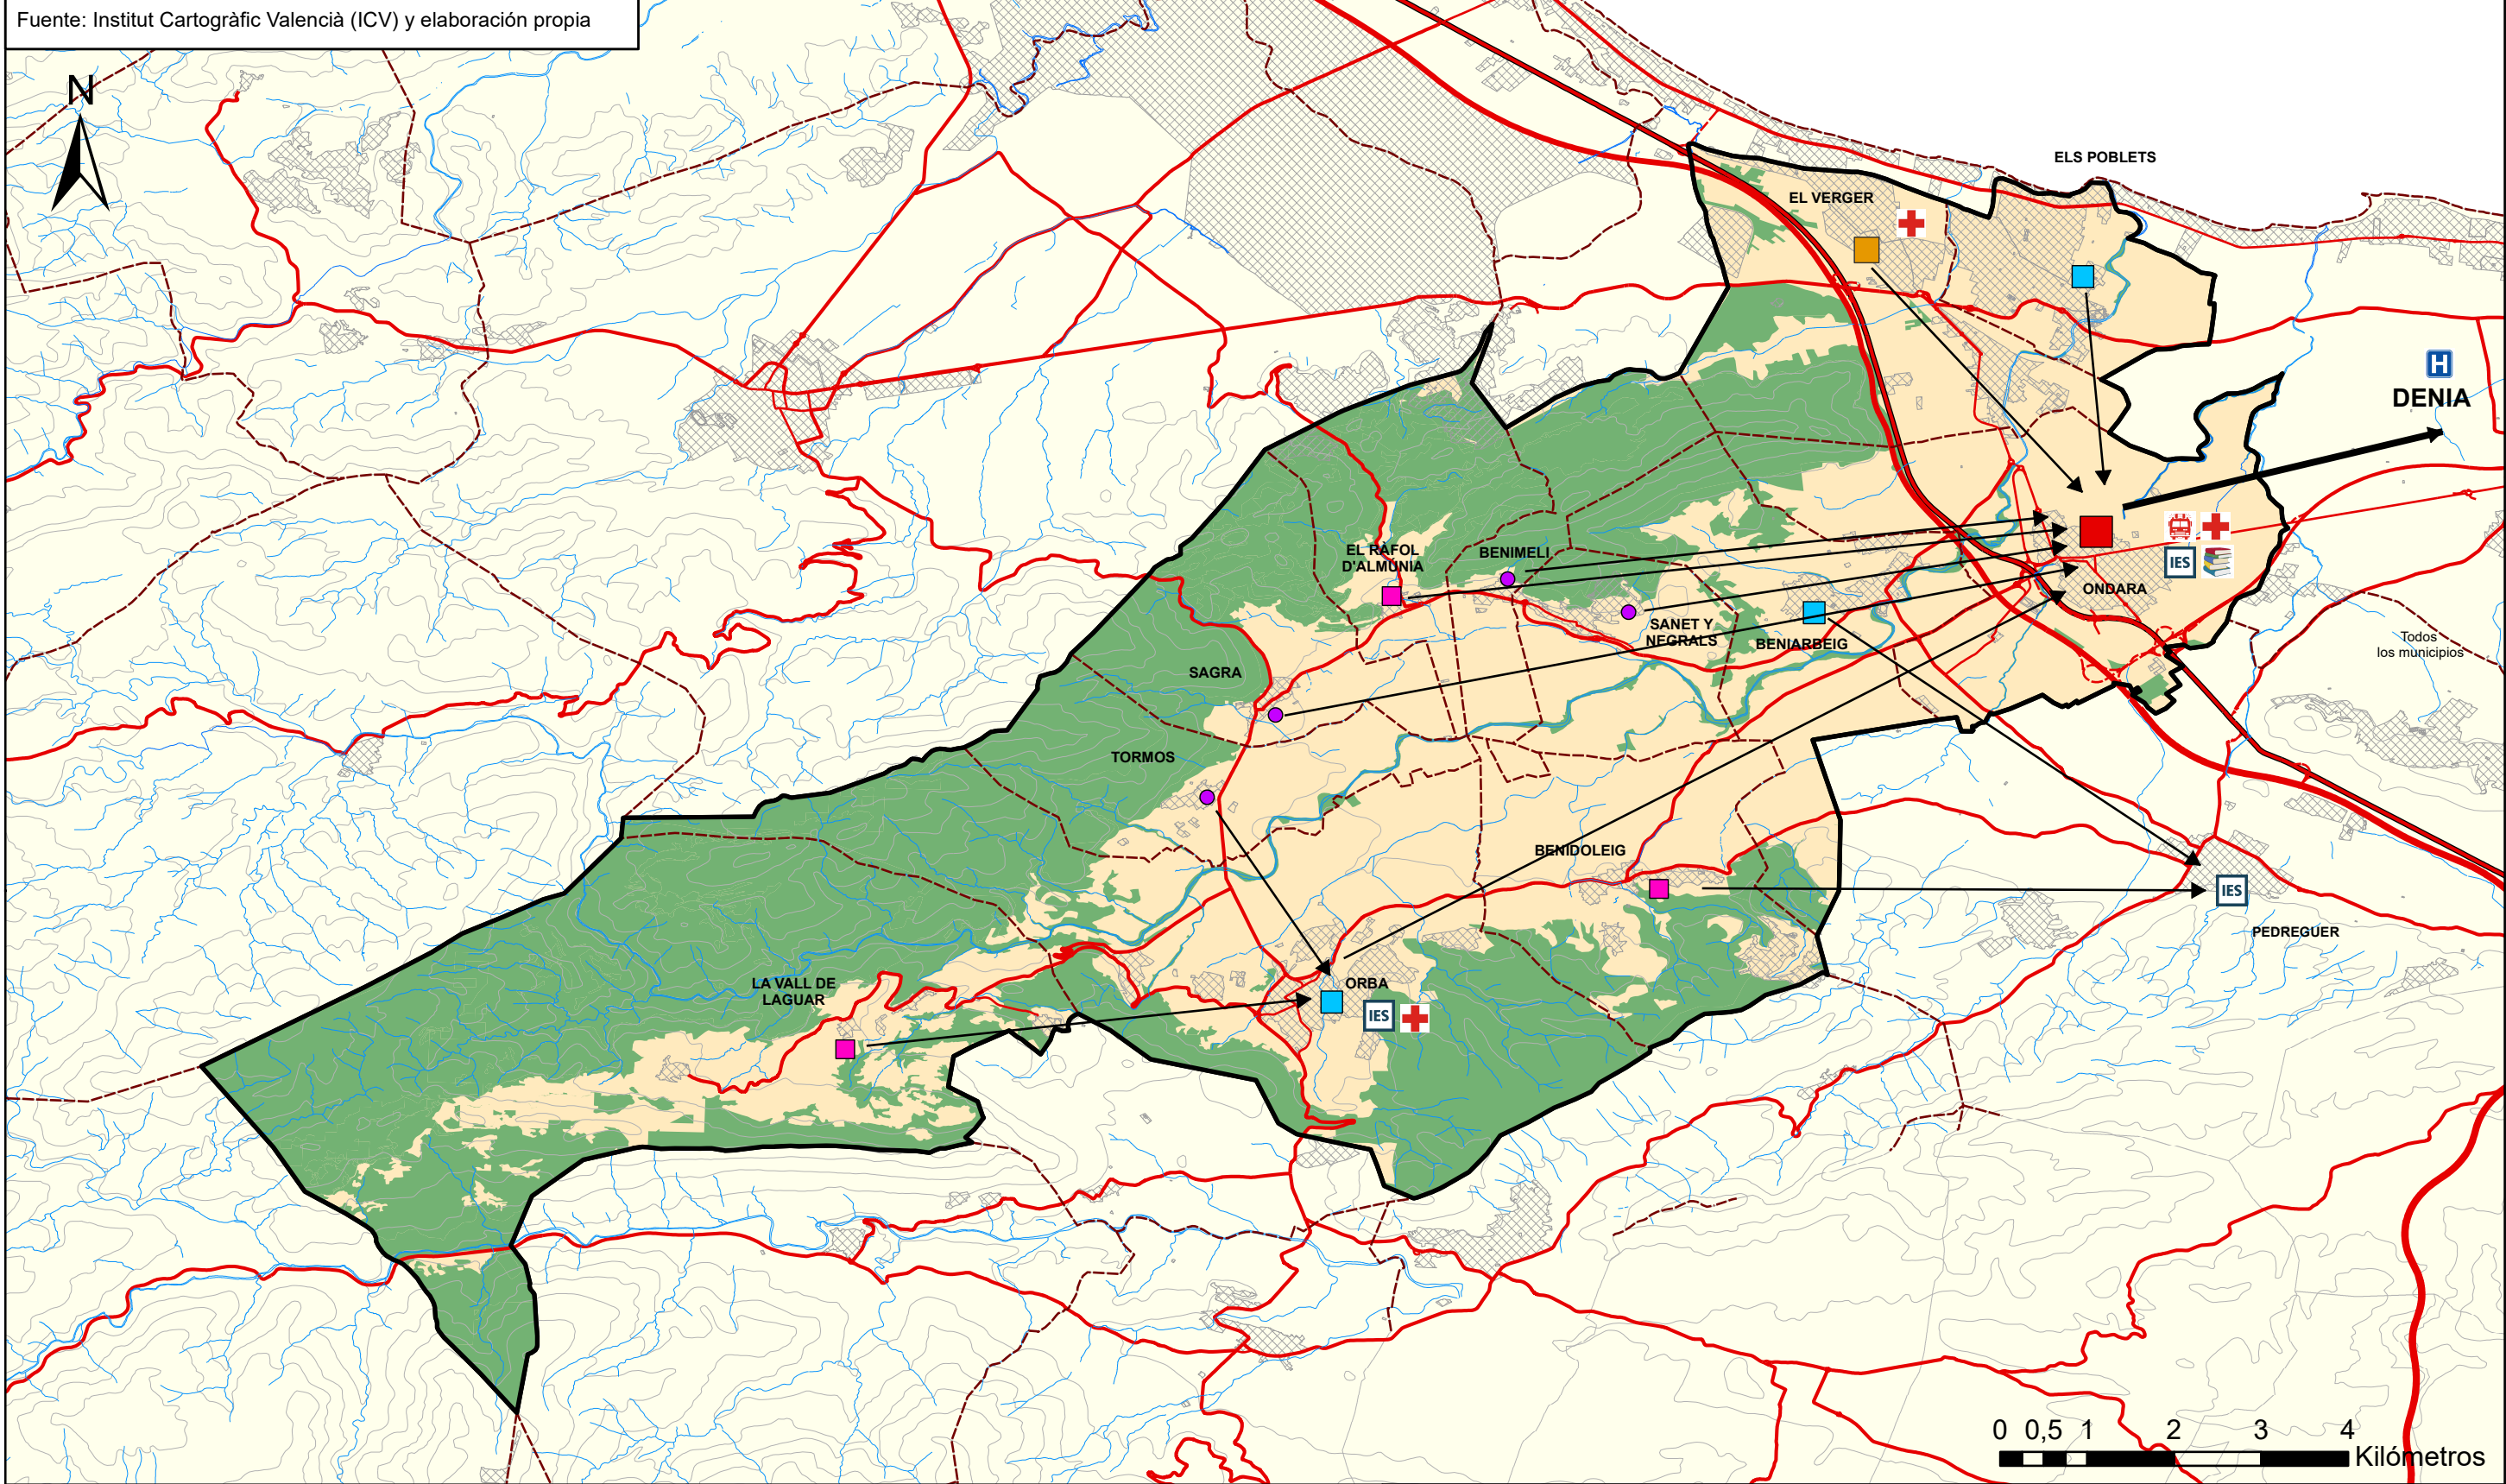 Fuente: Institut Cartogràfic Valencià (ICV) y elaboración propia
N
ELS POBLETS
EL VERGER
H
DENIA
EL RÀFOL
D'ALMÚNIA
BENIMELI
IES
ONDARA
SANET Y
NEGRALS
BENIARBEIG
Todos
los municipios
SAGRA
TORMOS
BENIDOLEIG
IES
PEDREGUER
LA VALL DE
LAGUAR
ORBA
IES
0 0,5 1 2 3 4
Kilómetros